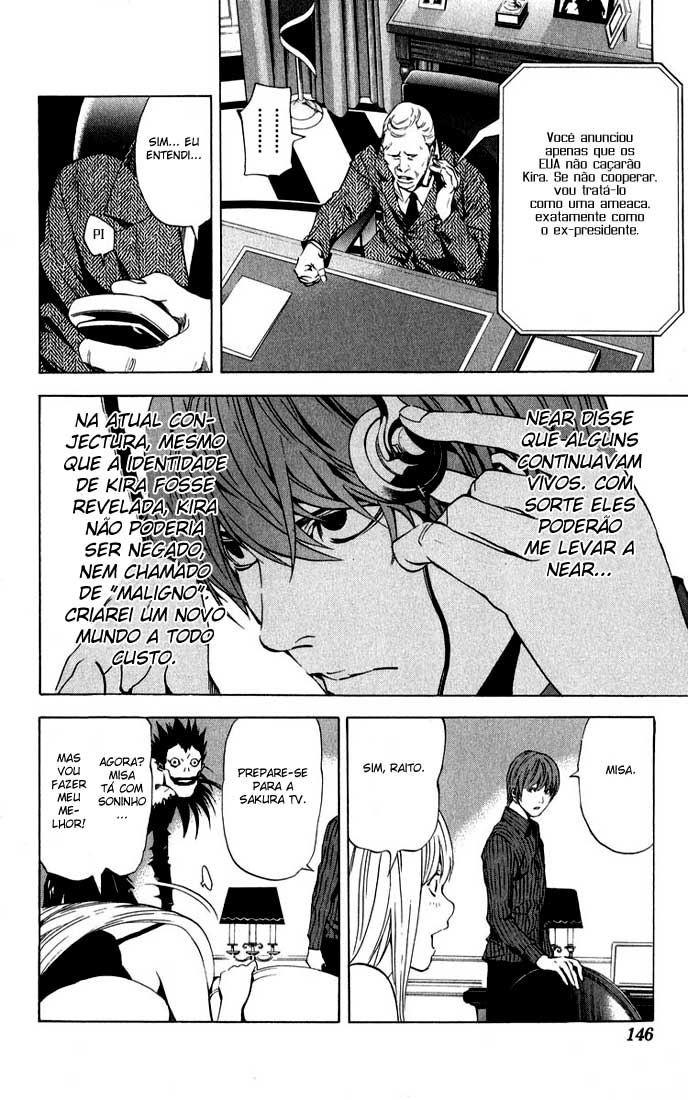 Você anunciou
apenas que os
EUA não caçarão
Kira. Se não cooperar,
vou tratá-lo
como uma ameaca,
exatamente como
o ex-presidente.
SIM... EU
ENTENDI...
PI
NEAR DISSE
QUE ALGUNS
CONTINUAVAM
VIVOS. COM
SORTE ELES
PODERÃO
ME LEVAR A
NEAR...
NA ATUAL CON-
JECTURA, MESMO
QUE A IDENTIDADE
DE KIRA FOSSE
REVELADA, KIRA
NÃO PODERIA
SER NEGADO,
NEM CHAMADO
DE "MALIGNO".
CRIAREI UM NOVO
MUNDO A TODO
CUSTO.
MISA.
SIM, RAITO.
PREPARE-SE
PARA A
SAKURA TV.
AGORA?
MISA
TÁ COM
SONINHO
...
MAS
VOU
FAZER
MEU
ME-
LHOR!
146